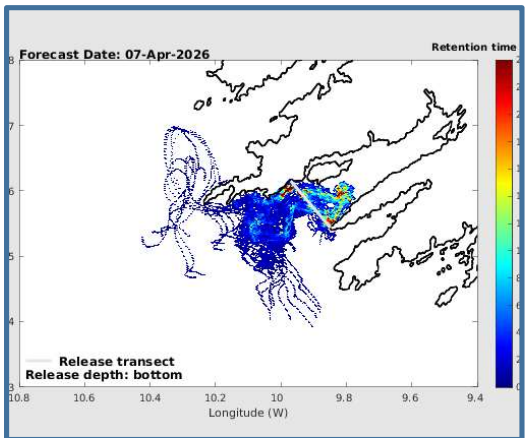 Retention time
Forecast Date: 07-Apr-2026
8
7
6
5
4
3
10.8
10.6
10.4
10.2
10
9.8
9.6
9.4
Longitude (W)
Release transect
Release depth: bottom